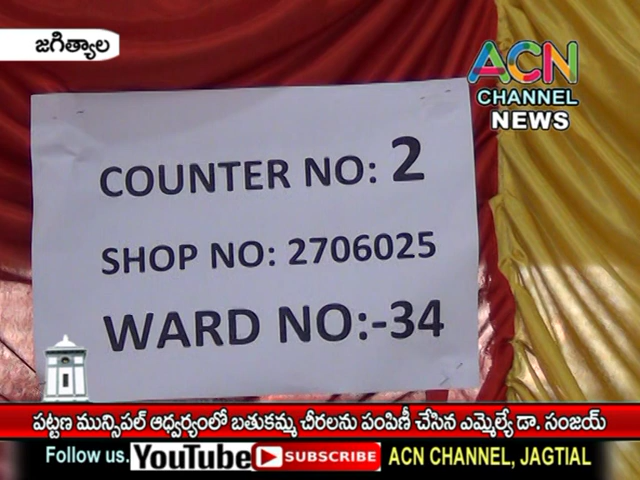 జగిత్యాల
ACN
CHANNEL
NEWS
COUNTER NO: 2
SHOP NO: 2706025
WARD NO:-34
పట్టణ మున్సిపల్ ఆధ్వర్యంలో బతుకమ్మ చీరలను పంపిణీ చేసిన ఎమ్మెల్యే డా. సంజయ్
Follow us. YouTube SUBSCRIBE ACN CHANNEL, JAGTIAL